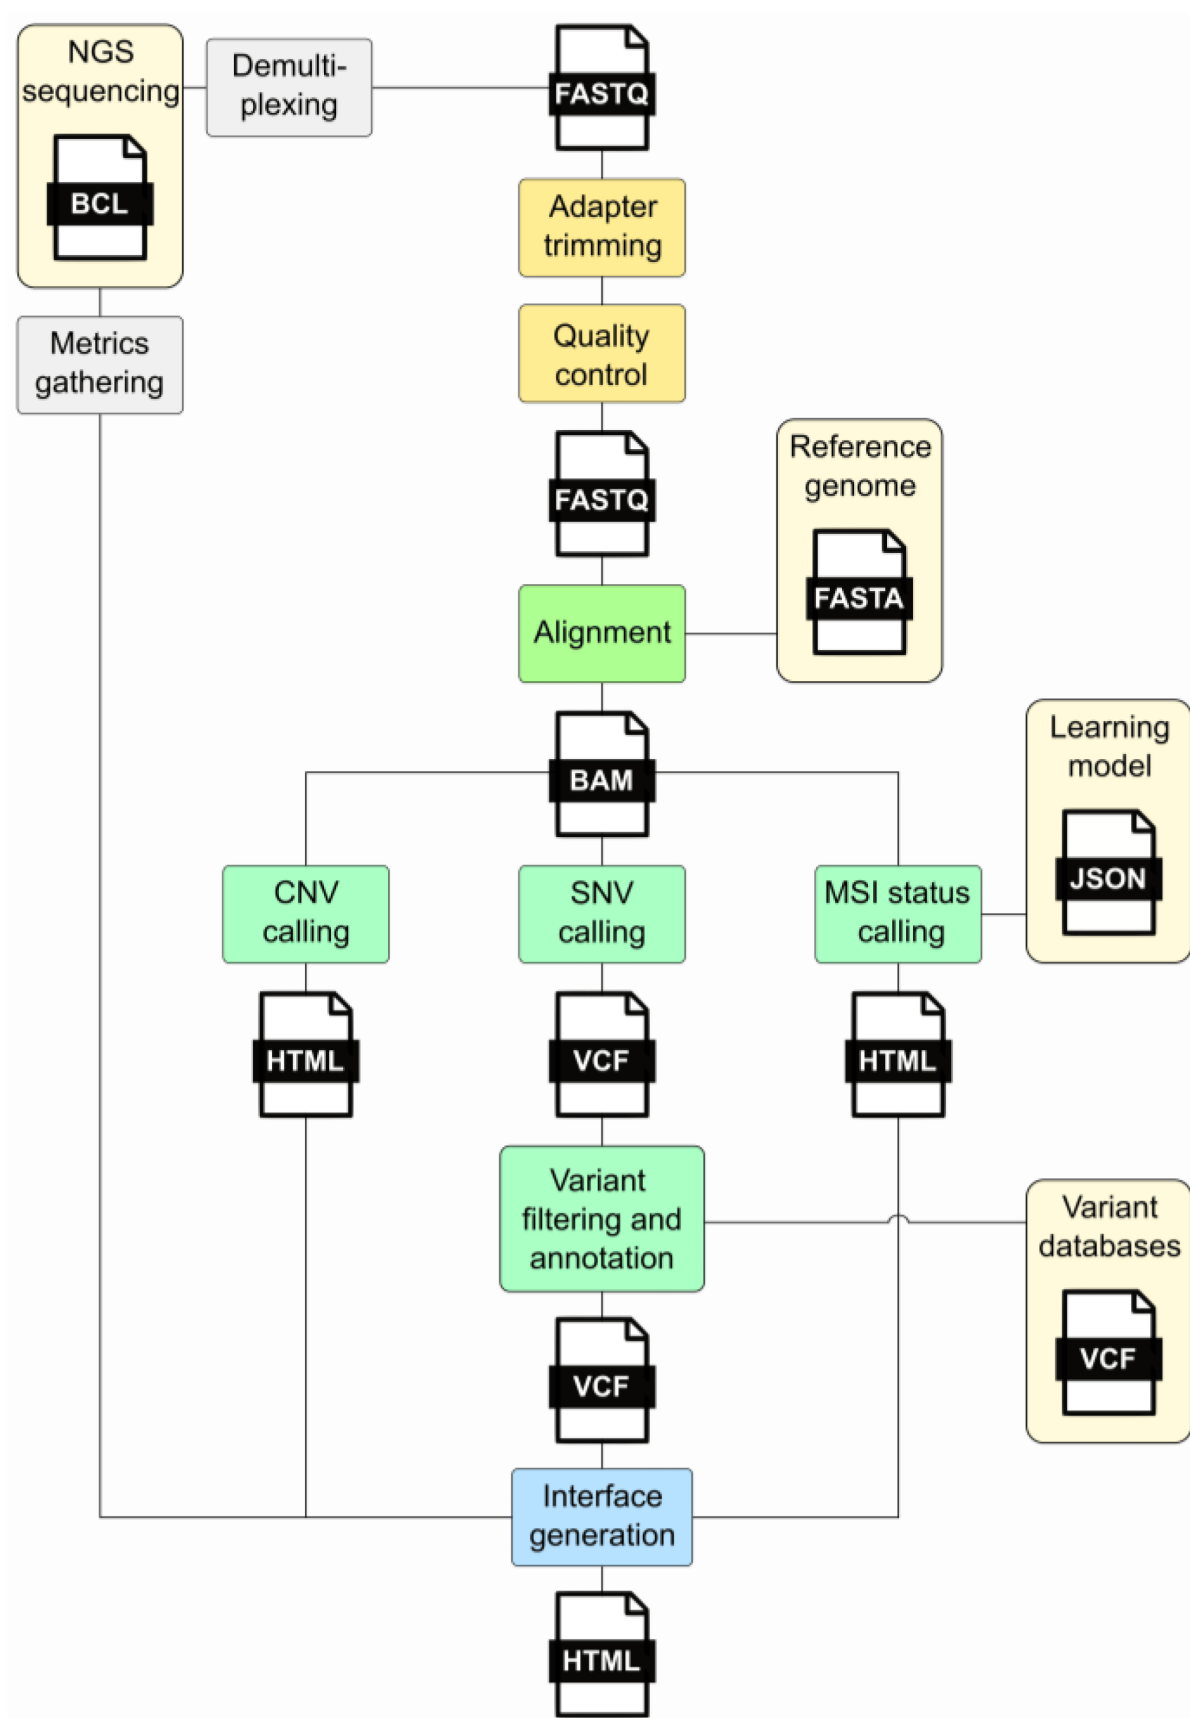 NGS
sequencing
BCL
Demulti-
plexing
FASTQ
Adapter
trimming
Metrics
gathering
Quality
control
FASTQ
Reference
genome
FASTA
Alignment
BAM
Learning
model
JSON
CNV
calling
SNV
calling
MSI status
calling
HTML
VCF
HTML
Variant
filtering and
annotation
Variant
databases
VCF
VCF
Interface
generation
HTML